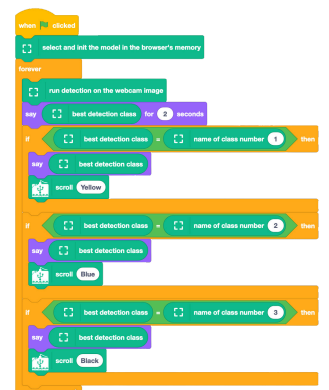 when clicked
select and init the model in the browser's memory
forever
run detection on the webcam image
say best detection class for 2 seconds
if best detection class = name of class number 1 then
say best detection class
scroll Yellow
if best detection class = name of class number 2 then
say best detection class
scroll Blue
if best detection class = name of class number 3 then
say best detection class
scroll Black